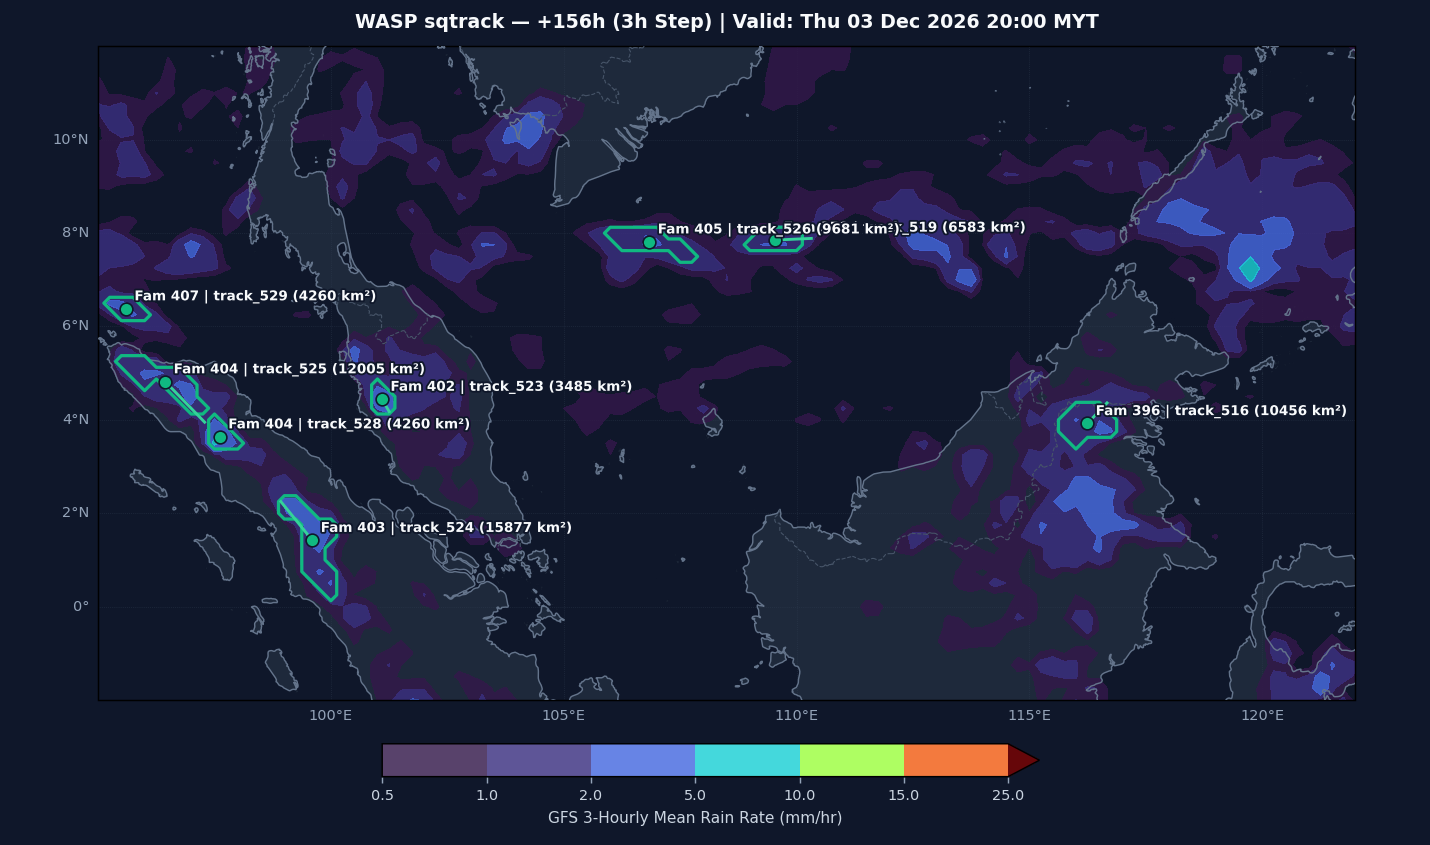 WASP sqtrack — +156h (3h Step) | Valid: Thu 03 Dec 2026 20:00 MYT
10°N
8°N
6°N
4°N
2°N
0°
Fam 405 | track_526 (9681 km²)
_519 (6583 km²)
Fam 407 | track_529 (4260 km²)
Fam 404 | track_525 (12005 km²)
Fam 402 | track_523 (3485 km²)
Fam 396 | track_516 (10456 km²)
Fam 404 | track_528 (4260 km²)
Fam 403 | track_524 (15877 km²)
100°E 105°E 110°E 115°E 120°E
0.5 1.0 2.0 5.0 10.0 15.0 25.0
GFS 3-Hourly Mean Rain Rate (mm/hr)